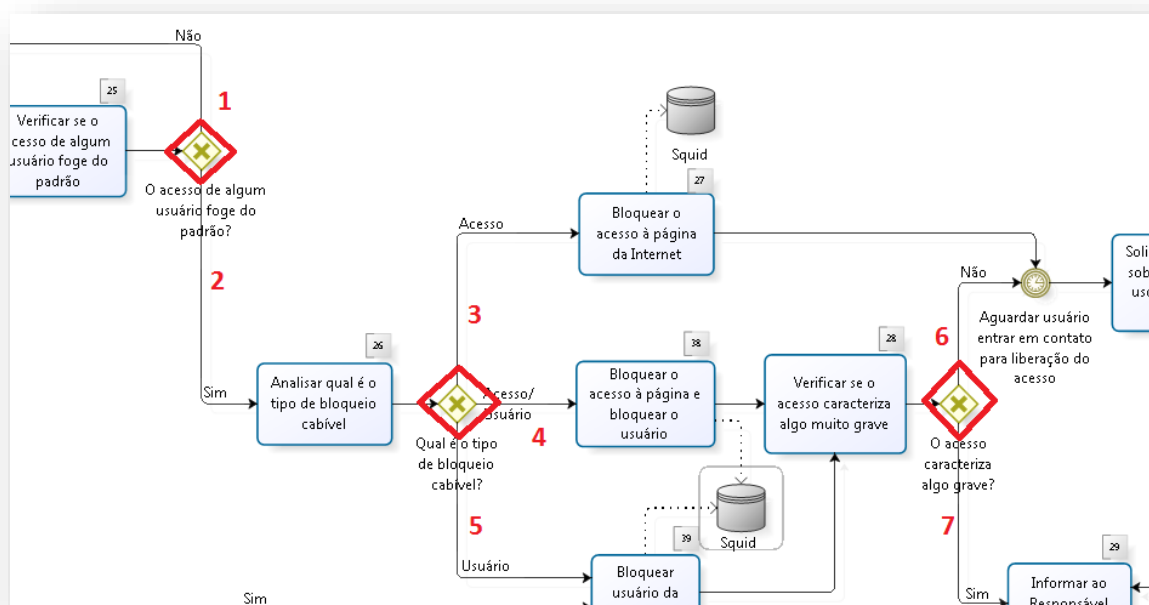 Não
25
1
Verificar se o
cesso de algum
usuário foge do
padrão
O acesso de algum
usuário foge do
padrão?
2
Sim
26
Analisar qual é o
tipo de bloqueio
cabível
Qual é o tipo
de bloqueio
cabível?
Acesso
3
Acesso/
Usuário
4
5
Usuário
Squid
27
Bloquear o
acesso à página
da Internet
38
Bloquear o
acesso à página e
bloquear o
usuário
Squid
39
Bloquear
usuário da
28
Verificar se o
acesso caracteriza
algo muito grave
6
Não
Aguardar usuário
entrar em contato
para liberação do
acesso
O acesso
caracteriza
algo grave?
7
Sim
29
Informar ao
Responsável
Soli
sob
usu
Sim